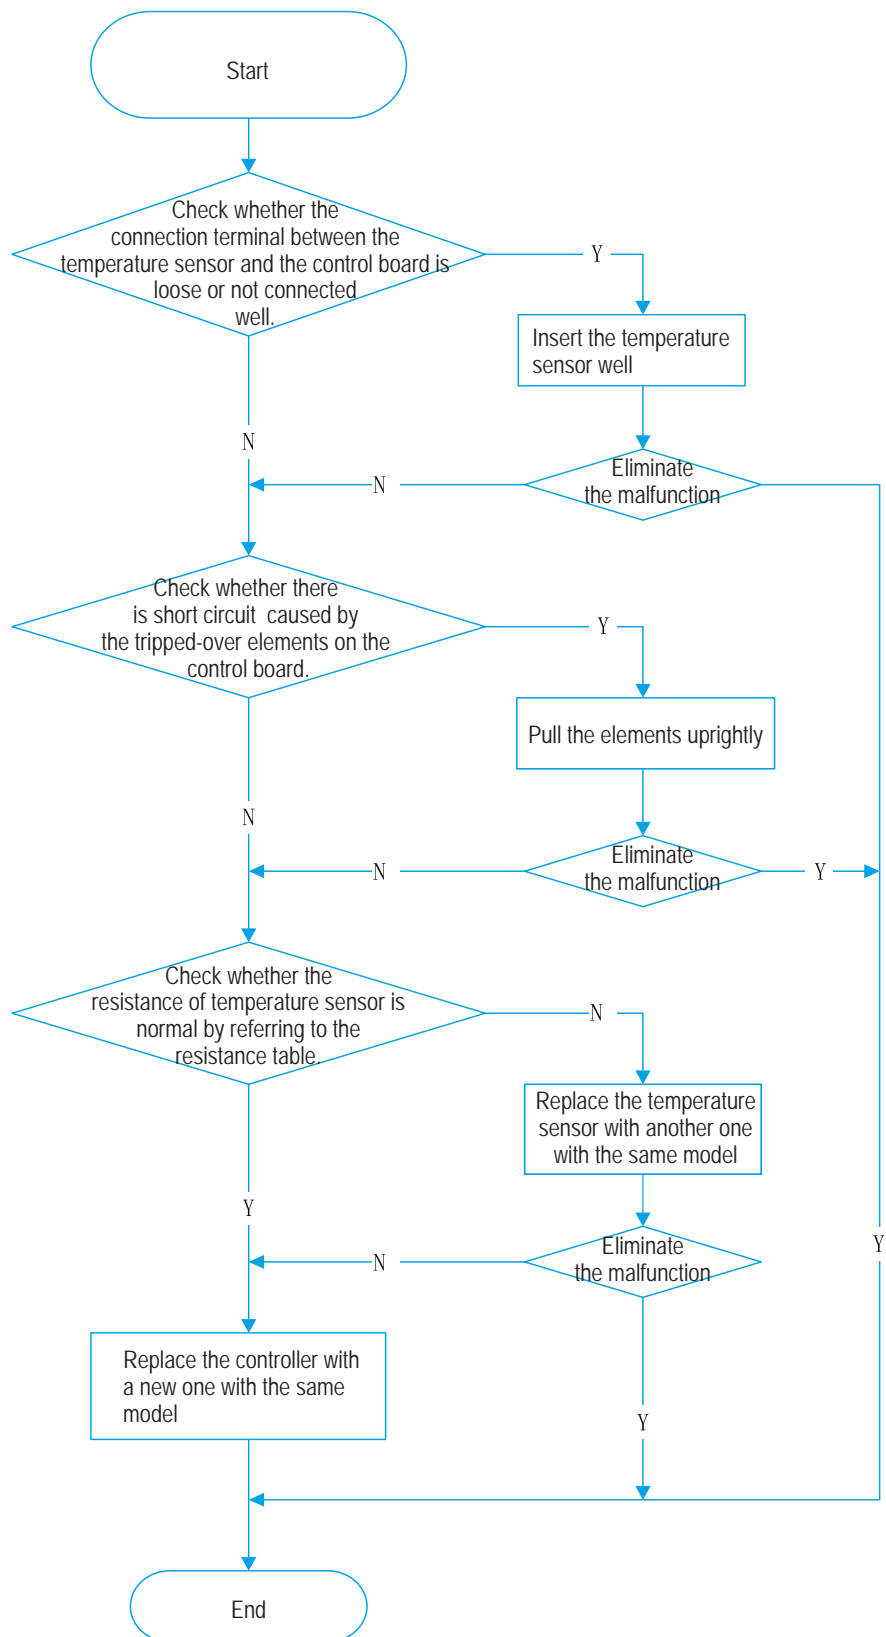 Start
Check whether the
connection terminal between the
temperature sensor and the control board is
loose or not connected
well.
Y
Insert the temperature
sensor well
N
Eliminate
the malfunction
N
Check whether there
is short circuit caused by
the tripped-over elements on the
control board.
Y
Pull the elements uprightly
N
Eliminate
the malfunction
N
Y
Check whether the
resistance of temperature sensor is
normal by referring to the
resistance table.
N
Replace the temperature
sensor with another one
with the same model
Y
Eliminate
the malfunction
N
Y
Replace the controller with
a new one with the same
model
Y
End